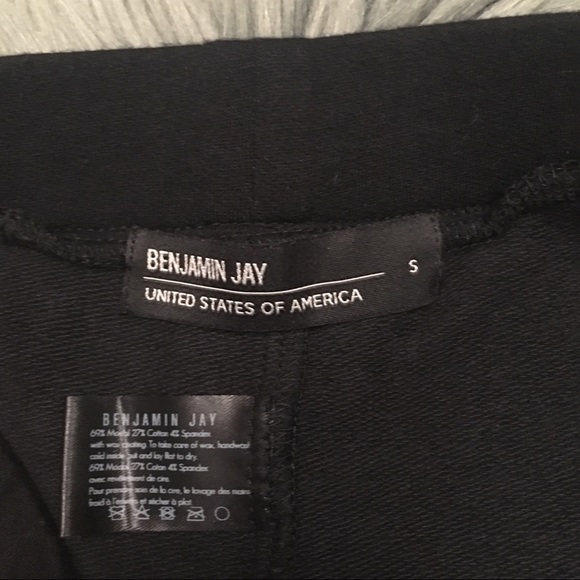 BENJAMIN JAY
S
UNITED STATES OF AMERICA
BENJAMIN JAY
69% Modal 27% Cotton 4% Spandex
with wax coating. To take care of wax, handwash
cold inside out and lay flat to dry.
69% Modal 27% Coton 4% Spandex
avec revêtement de cire.
Pour prendre soin de la cire, le lavage des mains
froid à l'envers et sécher à plat.